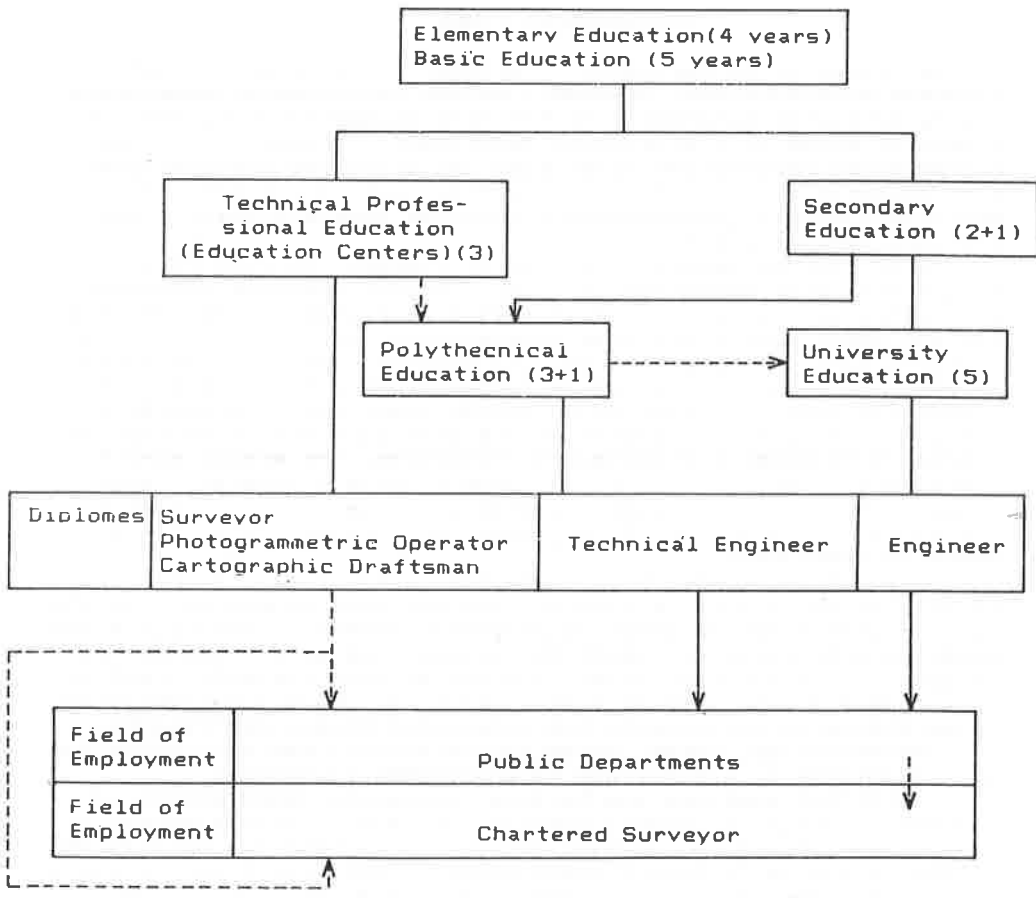 Elementary Education(4 years)
Basic Education (5 years)
Technical Profes-
sional Education
(Education Centers)(3)
Secondary
Education (2+1)
Polythecnical
Education (3+1)
University
Education (5)
Diplomes
Surveyor
Photogrammetric Operator
Cartographic Draftsman
Technical Engineer
Engineer
Field of
Employment
Public Departments
Field of
Employment
Chartered Surveyor